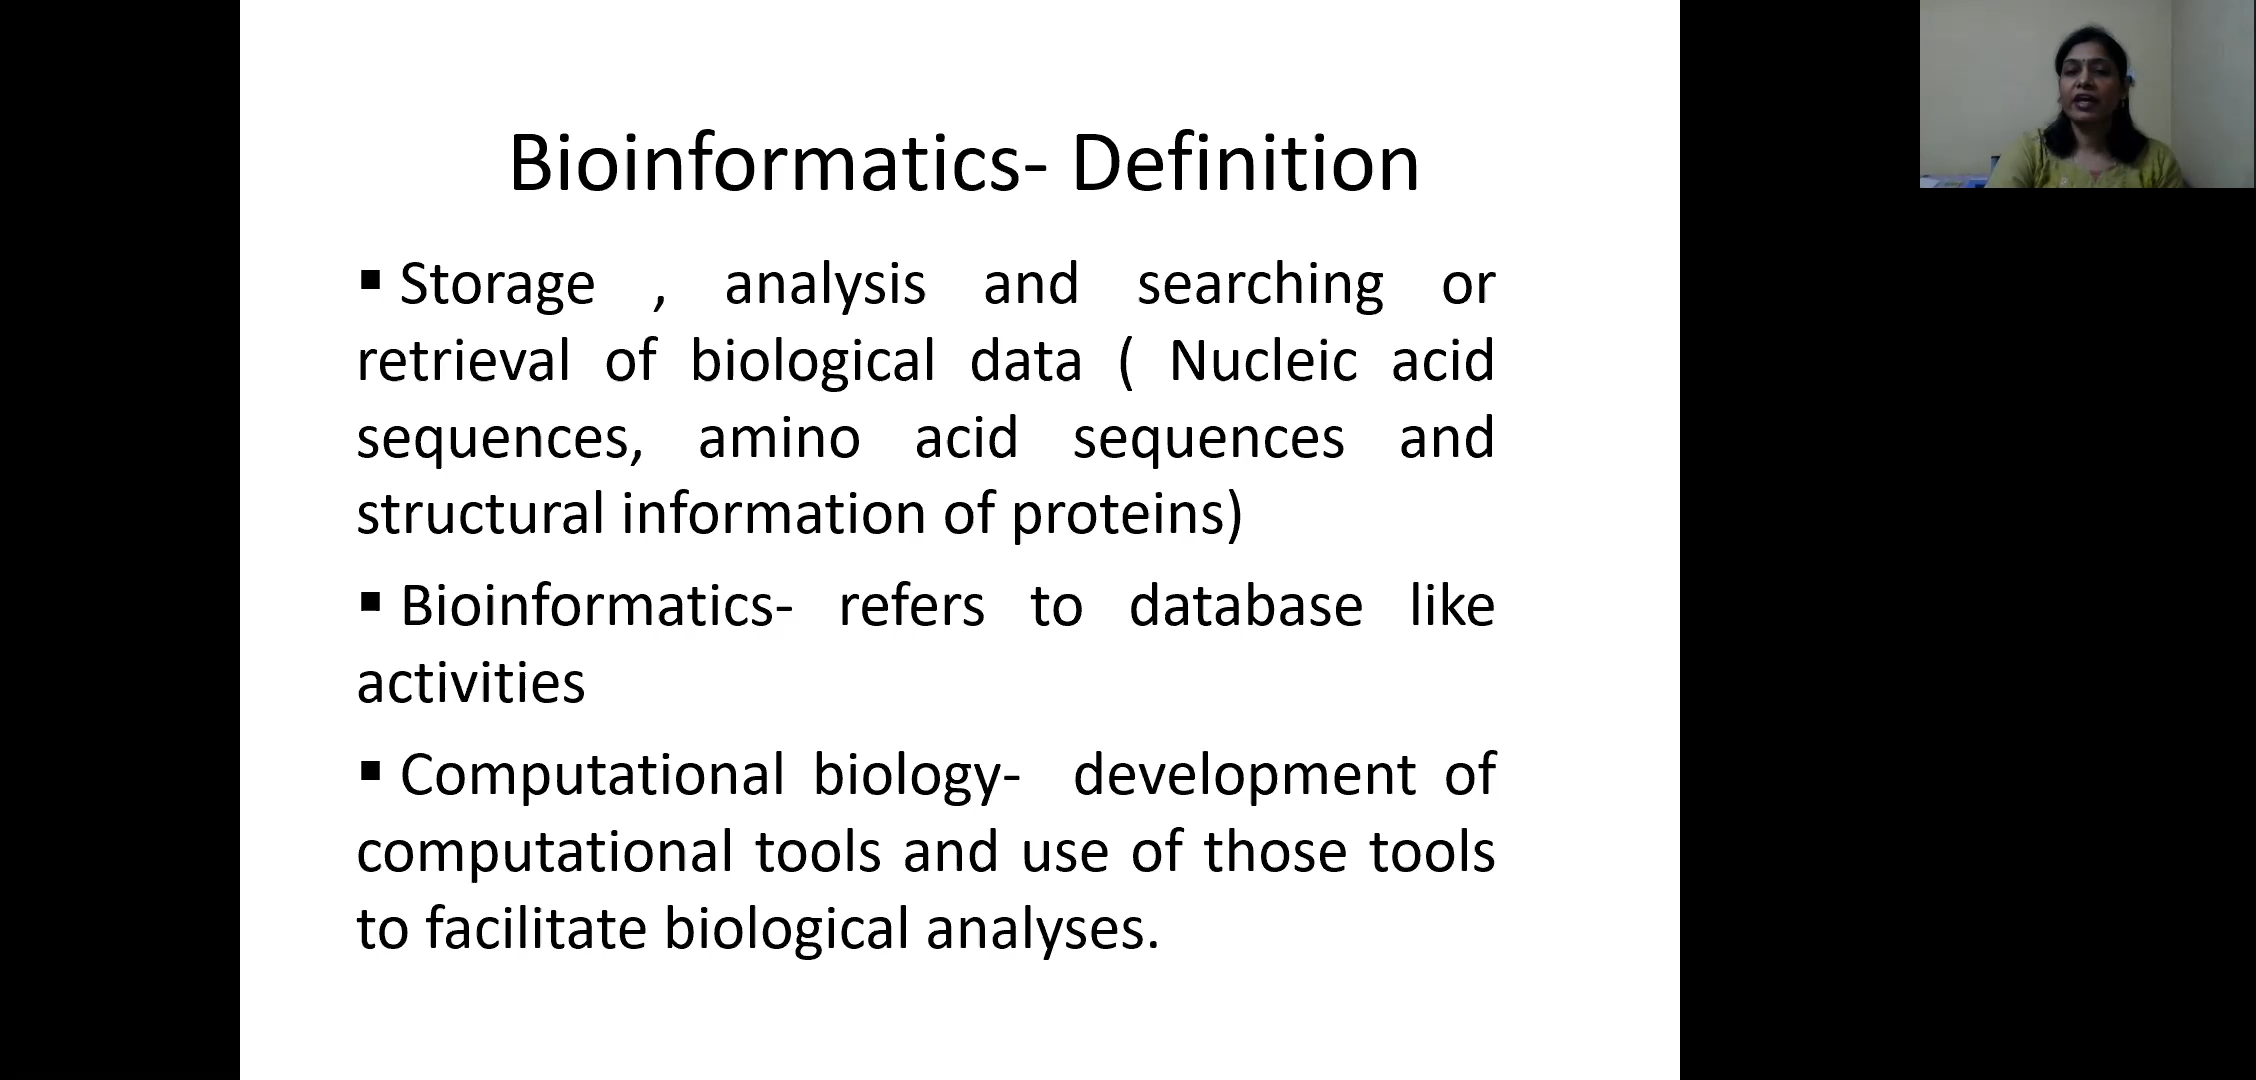 Bioinformatics- Definition
▪ Storage , analysis and searching or
retrieval of biological data ( Nucleic acid
sequences, amino acid sequences and
structural information of proteins)
▪ Bioinformatics- refers to database like
activities
▪ Computational biology- development of
computational tools and use of those tools
to facilitate biological analyses.